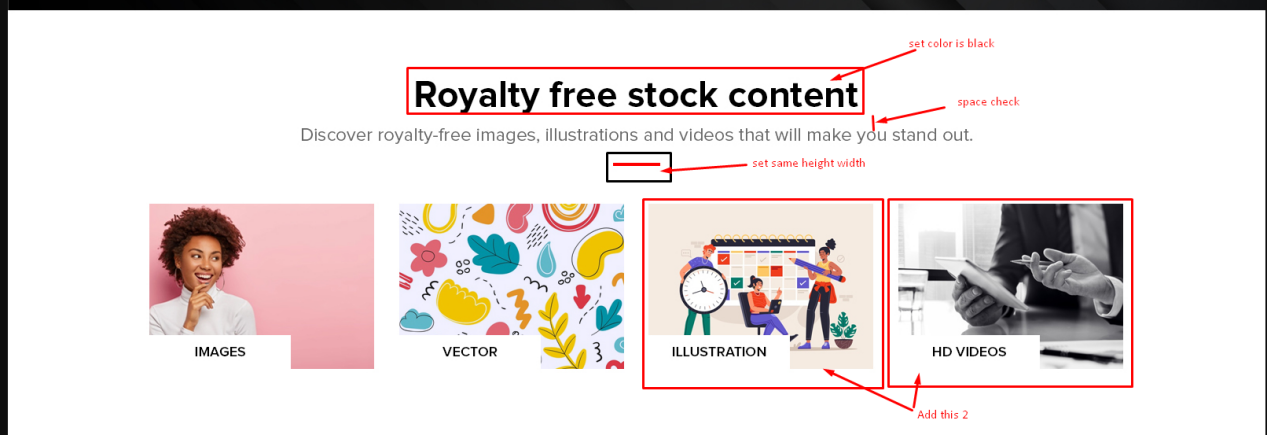 set color is black
Royalty free stock content
space check
Discover royalty-free images, illustrations and videos that will make you stand out.
set same height width
IMAGES
VECTOR
ILLUSTRATION
HD VIDEOS
Add this 2